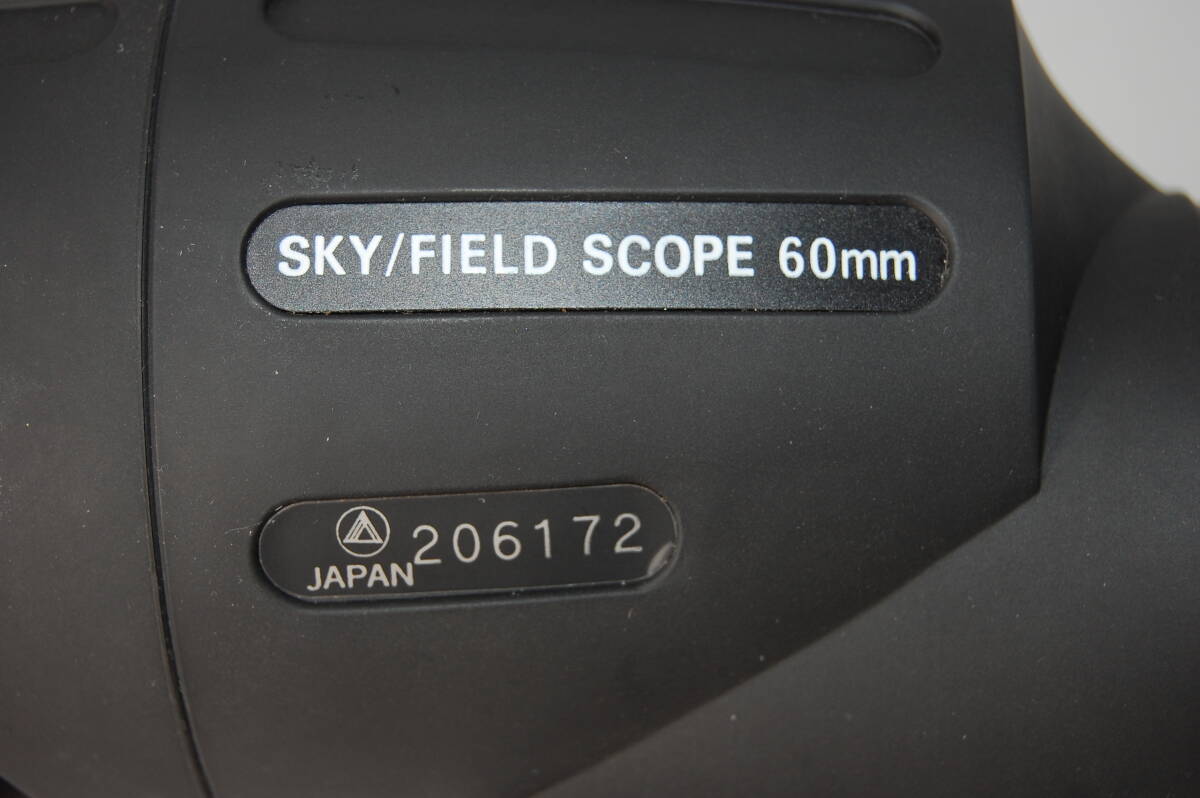 SKY/FIELD SCOPE 60mm
206172
JAPAN